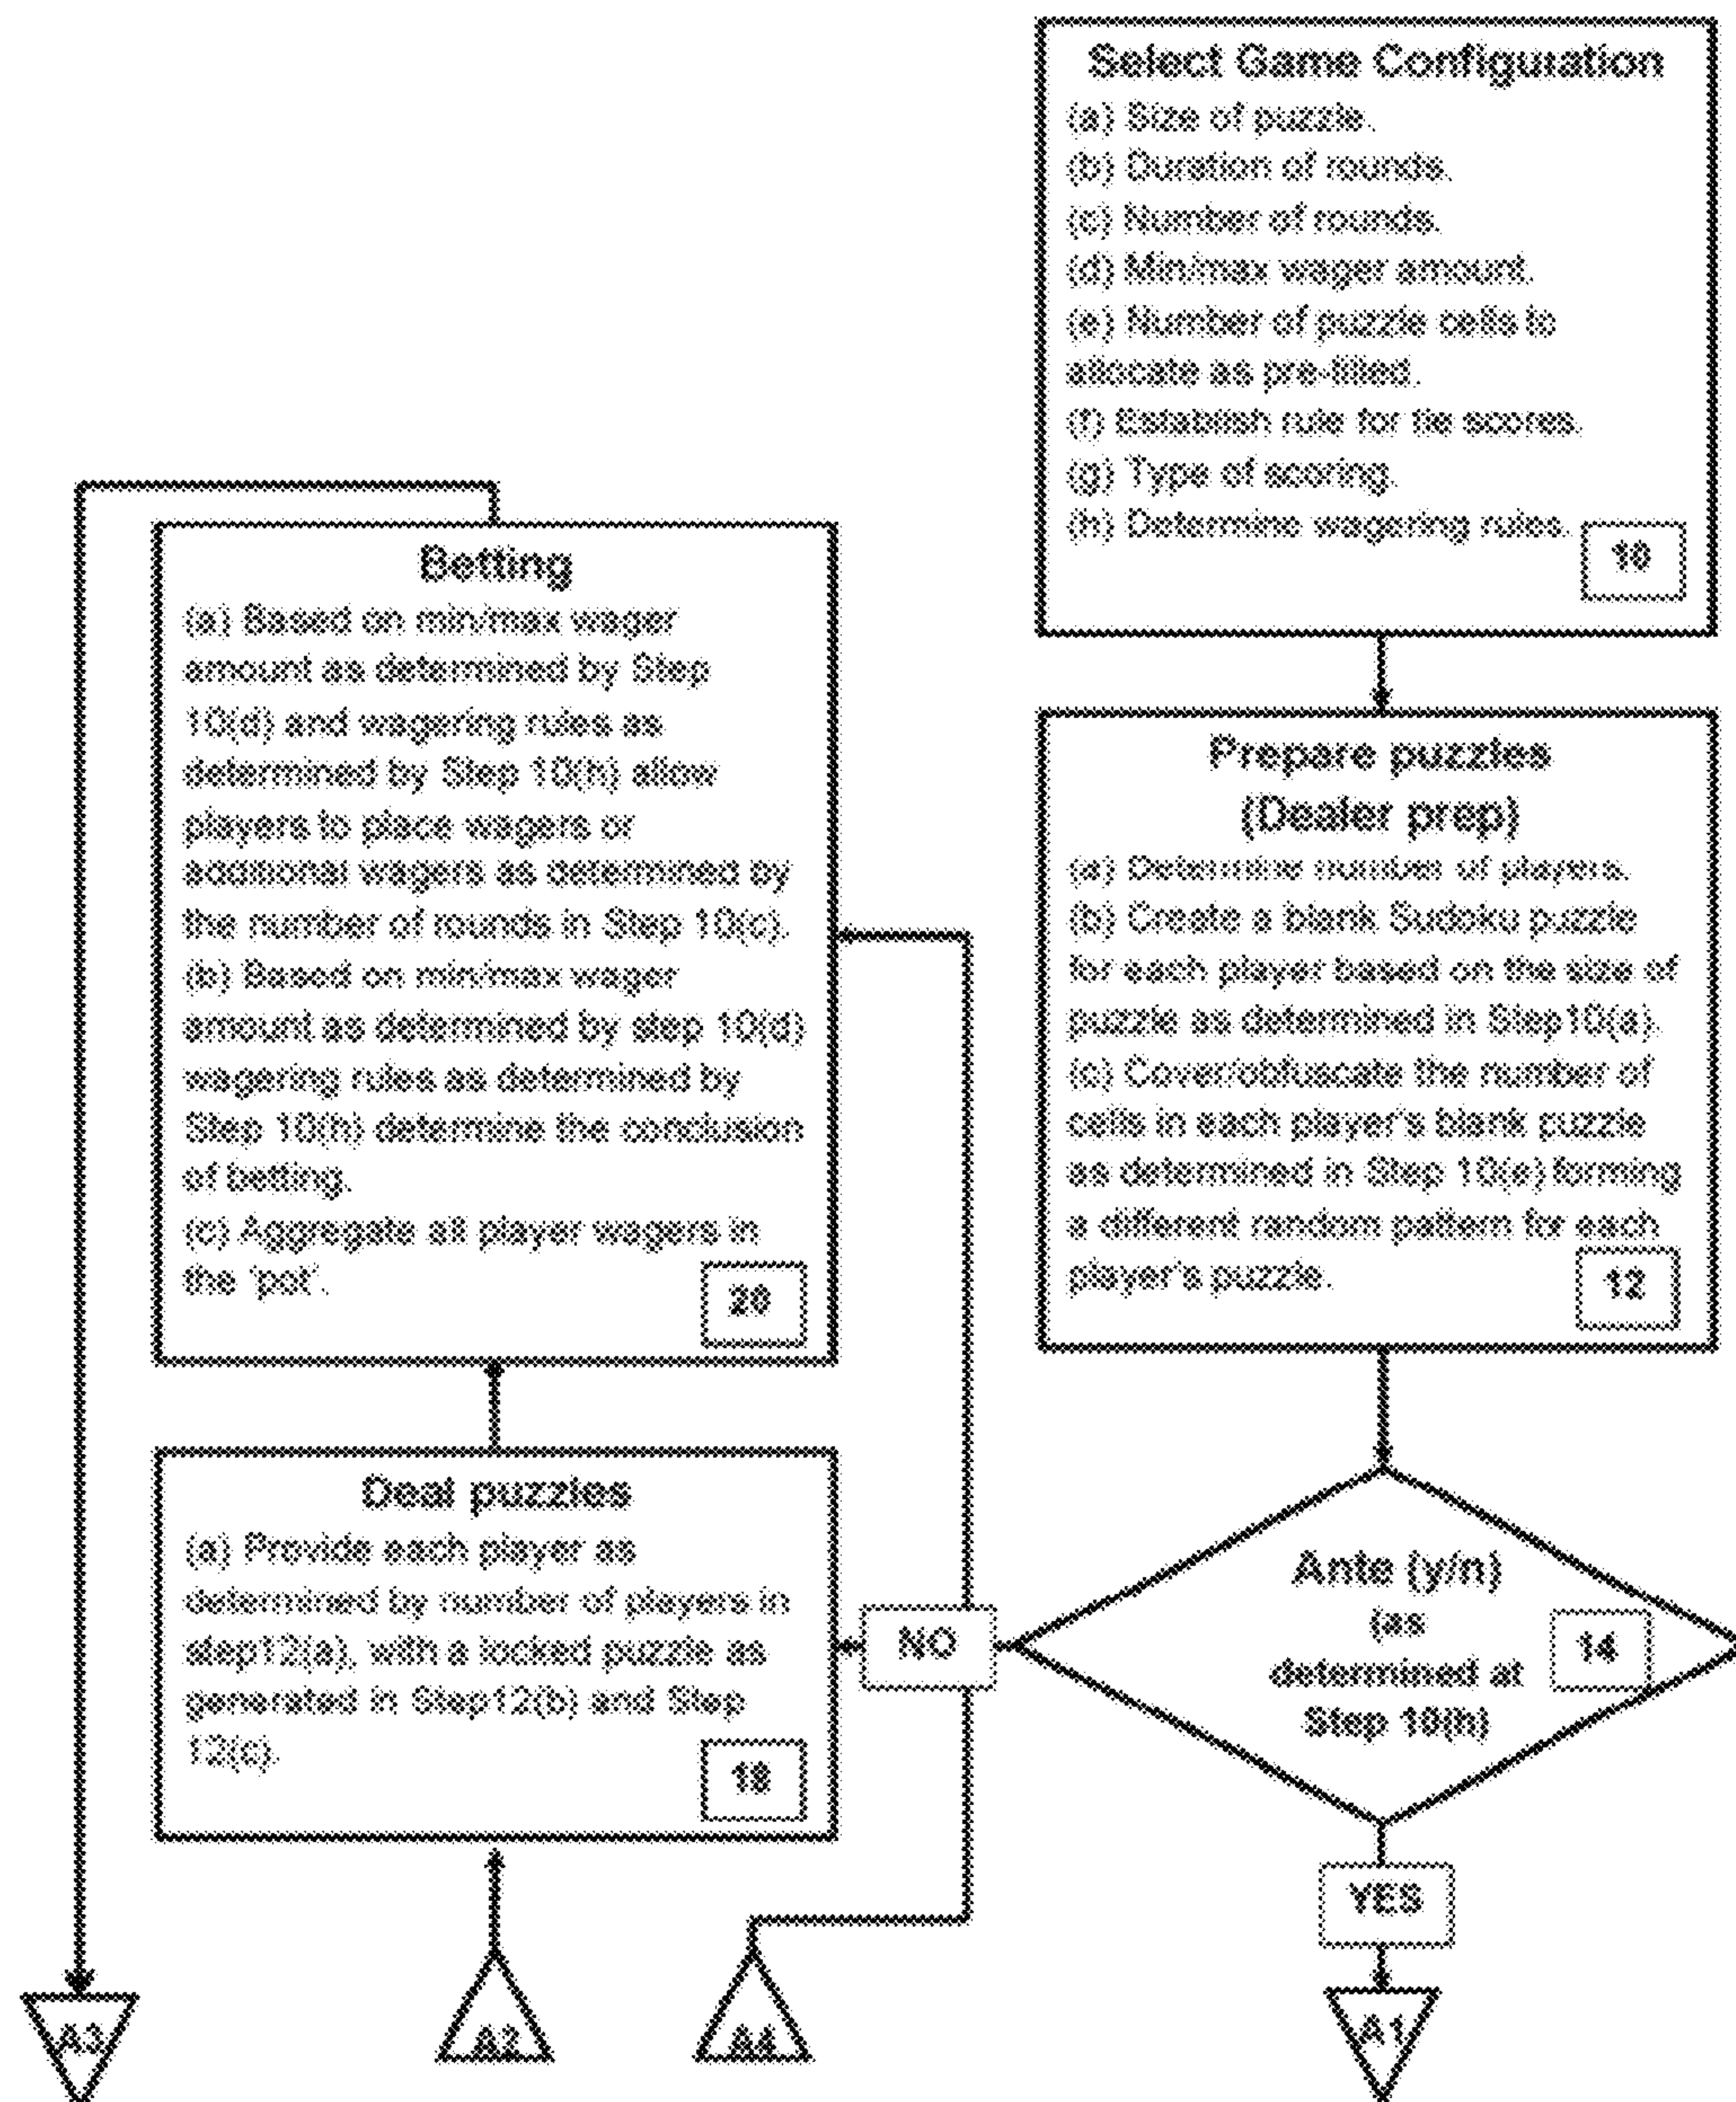 Select Game Configuration
(a) Size of puzzle.
(b) Duration of rounds.
(c) Number of rounds.
(d) Min/max wager amount.
(e) Number of puzzle cells to
allocate as pre-filled.
(f) Establish rule for tie scores.
(g) Type of scoring.
(h) Determine wagering rules.
10
Prepare puzzles
(Dealer prep)
(a) Determine number of players.
(b) Create a blank Sudoku puzzle
for each player based on the size of
puzzle as determined in Step10(a).
(c) Cover/obfuscate the number of
cells in each player's blank puzzle
as determined in Step 10(e) forming
a different random pattern for each
player's puzzle.
12
Ante (y/n)
(as
determined at
Step 10(h)
14
NO
YES
A1
Deal puzzles
(a) Provide each player as
determined by number of players in
step12(a), with a locked puzzle as
generated in Step12(b) and Step
12(c).
18
Betting
(a) Based on min/max wager
amount as determined by Step
10(d) and wagering rules as
determined by Step 10(h) allow
players to place wagers or
additional wagers as determined by
the number of rounds in Step 10(c).
(b) Based on min/max wager
amount as determined by step 10(d)
wagering rules as determined by
Step 10(h) determine the conclusion
of betting.
(c) Aggregate all player wagers in
the 'pot'.
20
A3
A2
A4